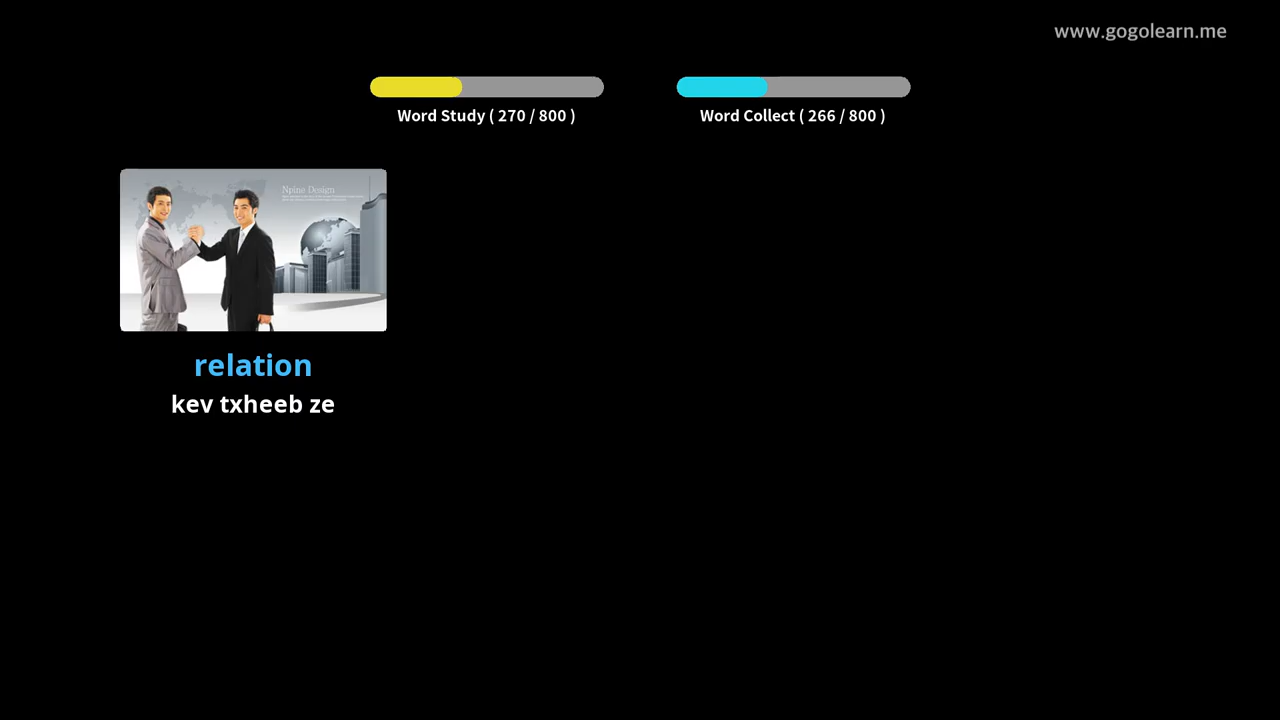 www.gogolearn.me
Word Study ( 270 / 800 )
Word Collect ( 266 / 800 )
Npine Design
relation
kev txheeb ze